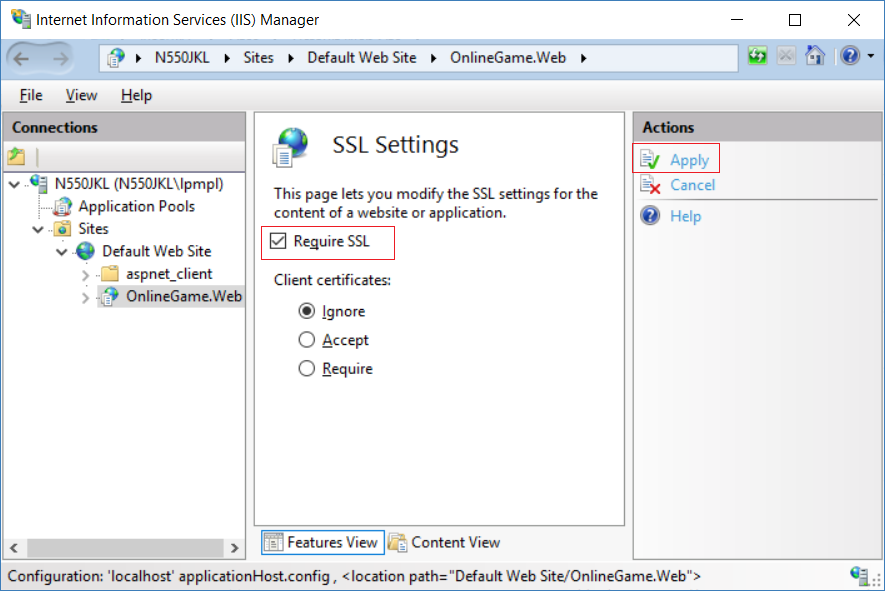 Internet Information Services (IIS) Manager
N550JKL Sites Default Web Site OnlineGame.Web
File View Help
Connections
N550JKL (N550JKL\lpmpl)
Application Pools
Sites
Default Web Site
aspnet_client
OnlineGame.Web
SSL Settings
This page lets you modify the SSL settings for the
content of a website or application.
Require SSL
Client certificates:
Ignore
Accept
Require
Features View Content View
Actions
Apply
Cancel
Help
Configuration: 'localhost' applicationHost.config , <location path="Default Web Site/OnlineGame.Web">